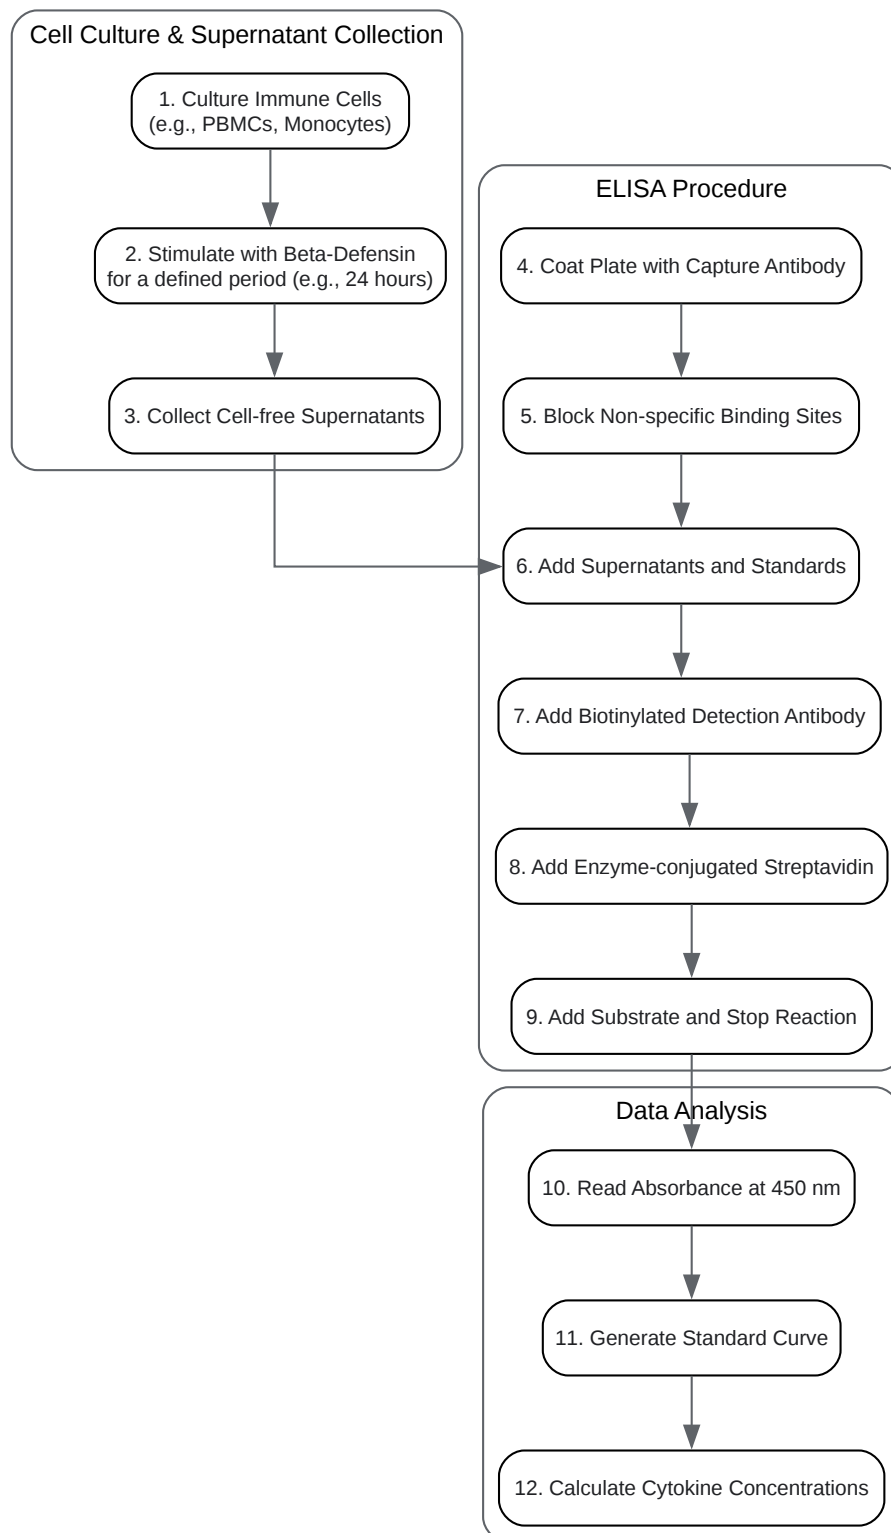 Cell Culture & Supernatant Collection
1. Culture Immune Cells
(e.g., PBMCs, Monocytes)
2. Stimulate with Beta-Defensin
for a defined period (e.g., 24 hours)
3. Collect Cell-free Supernatants
ELISA Procedure
4. Coat Plate with Capture Antibody
5. Block Non-specific Binding Sites
6. Add Supernatants and Standards
7. Add Biotinylated Detection Antibody
8. Add Enzyme-conjugated Streptavidin
9. Add Substrate and Stop Reaction
Data Analysis
10. Read Absorbance at 450 nm
11. Generate Standard Curve
12. Calculate Cytokine Concentrations